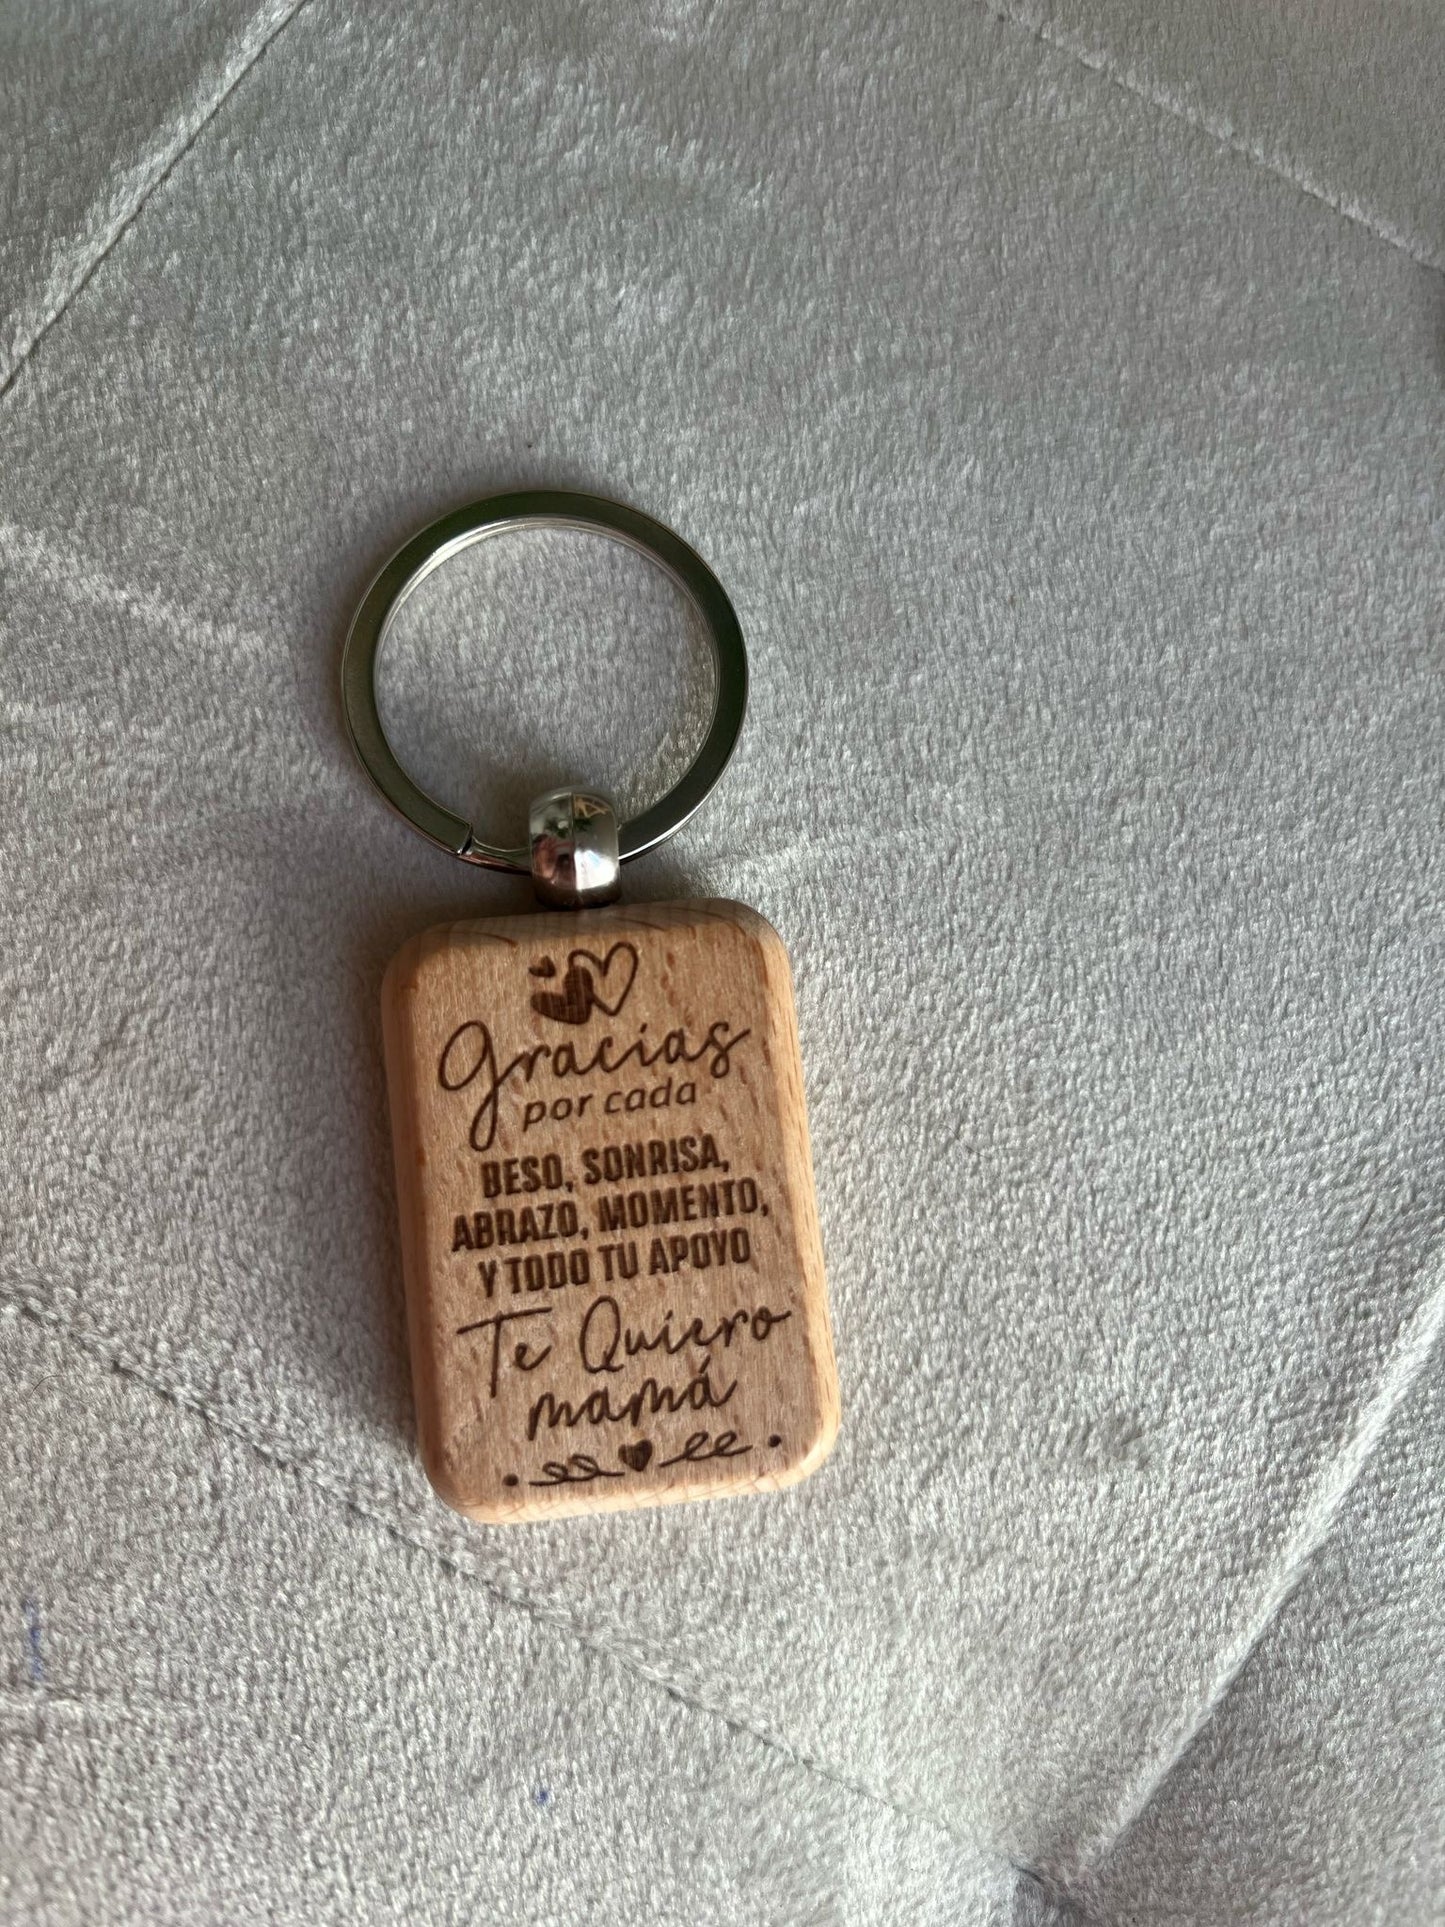 Gracias
por cada
BESO, SONRISA,
ABRAZO, MOMENTO,
Y TODO TU APOYO
Te Quiero
mamá